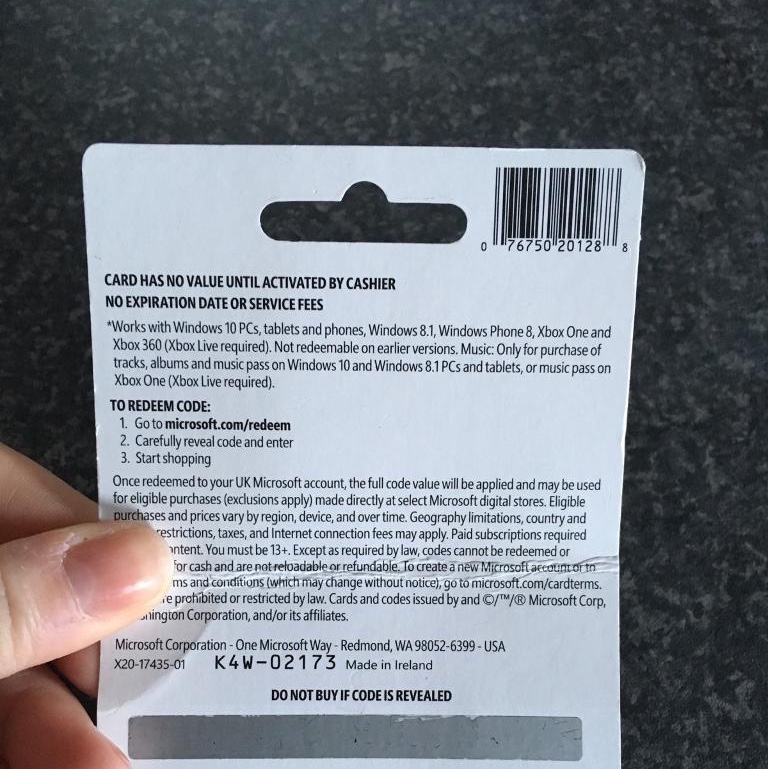 0 76750 20128 8
CARD HAS NO VALUE UNTIL ACTIVATED BY CASHIER
NO EXPIRATION DATE OR SERVICE FEES
*Works with Windows 10 PCs, tablets and phones, Windows 8.1, Windows Phone 8, Xbox One and
Xbox 360 (Xbox Live required). Not redeemable on earlier versions. Music: Only for purchase of
tracks, albums and music pass on Windows 10 and Windows 8.1 PCs and tablets, or music pass on
Xbox One (Xbox Live required).
TO REDEEM CODE:
1. Go to microsoft.com/redeem
2. Carefully reveal code and enter
3. Start shopping
Once redeemed to your UK Microsoft account, the full code value will be applied and may be used
for eligible purchases (exclusions apply) made directly at select Microsoft digital stores. Eligible
purchases and prices vary by region, device, and over time. Geography limitations, country and
restrictions, taxes, and Internet connection fees may apply. Paid subscriptions required
You must be 13+. Except as required by law, codes cannot be redeemed or
for cash and are not reloadable or refundable. To create a new Microsoft account or to
and conditions (which may change without notice), go to microsoft.com/cardterms.
prohibited or restricted by law. Cards and codes issued by and ©/™/® Microsoft Corp,
Corporation, and/or its affiliates.
Microsoft Corporation - One Microsoft Way - Redmond, WA 98052-6399 - USA
X20-17435-01 K4W-02173 Made in Ireland
DO NOT BUY IF CODE IS REVEALED